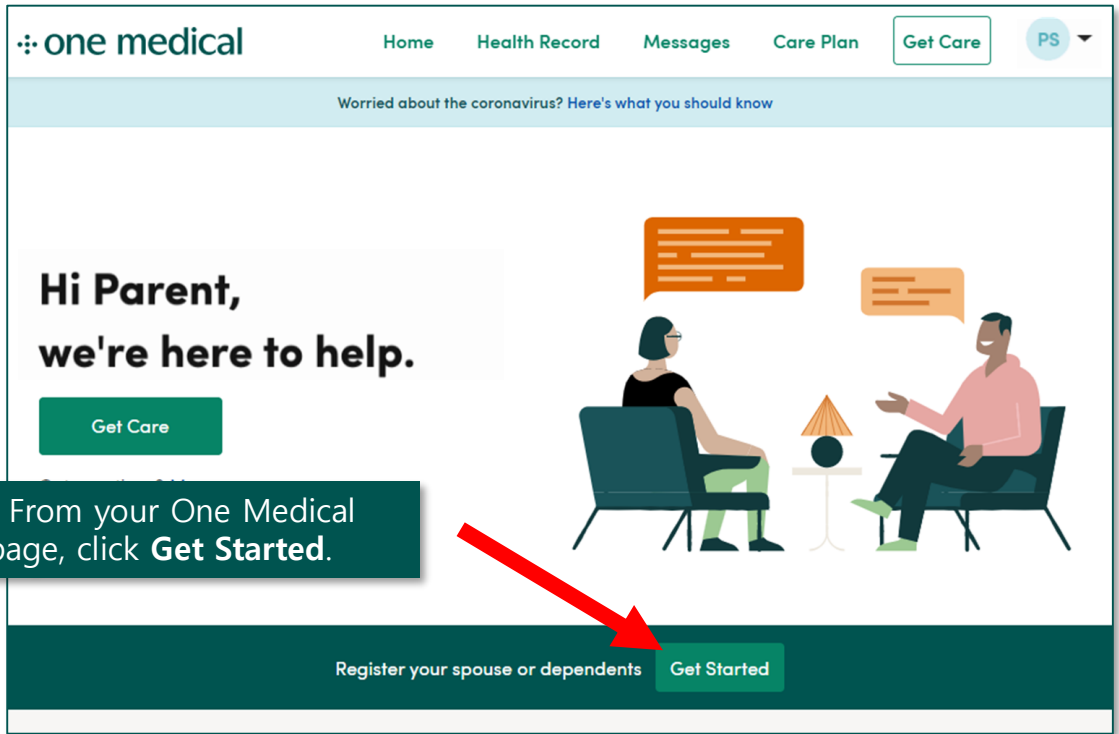 one medical
Home Health Record Messages Care Plan Get Care PS
Worried about the coronavirus? Here's what you should know
Hi Parent,
we're here to help.
Get Care
From your One Medical
page, click Get Started.
Register your spouse or dependents Get Started